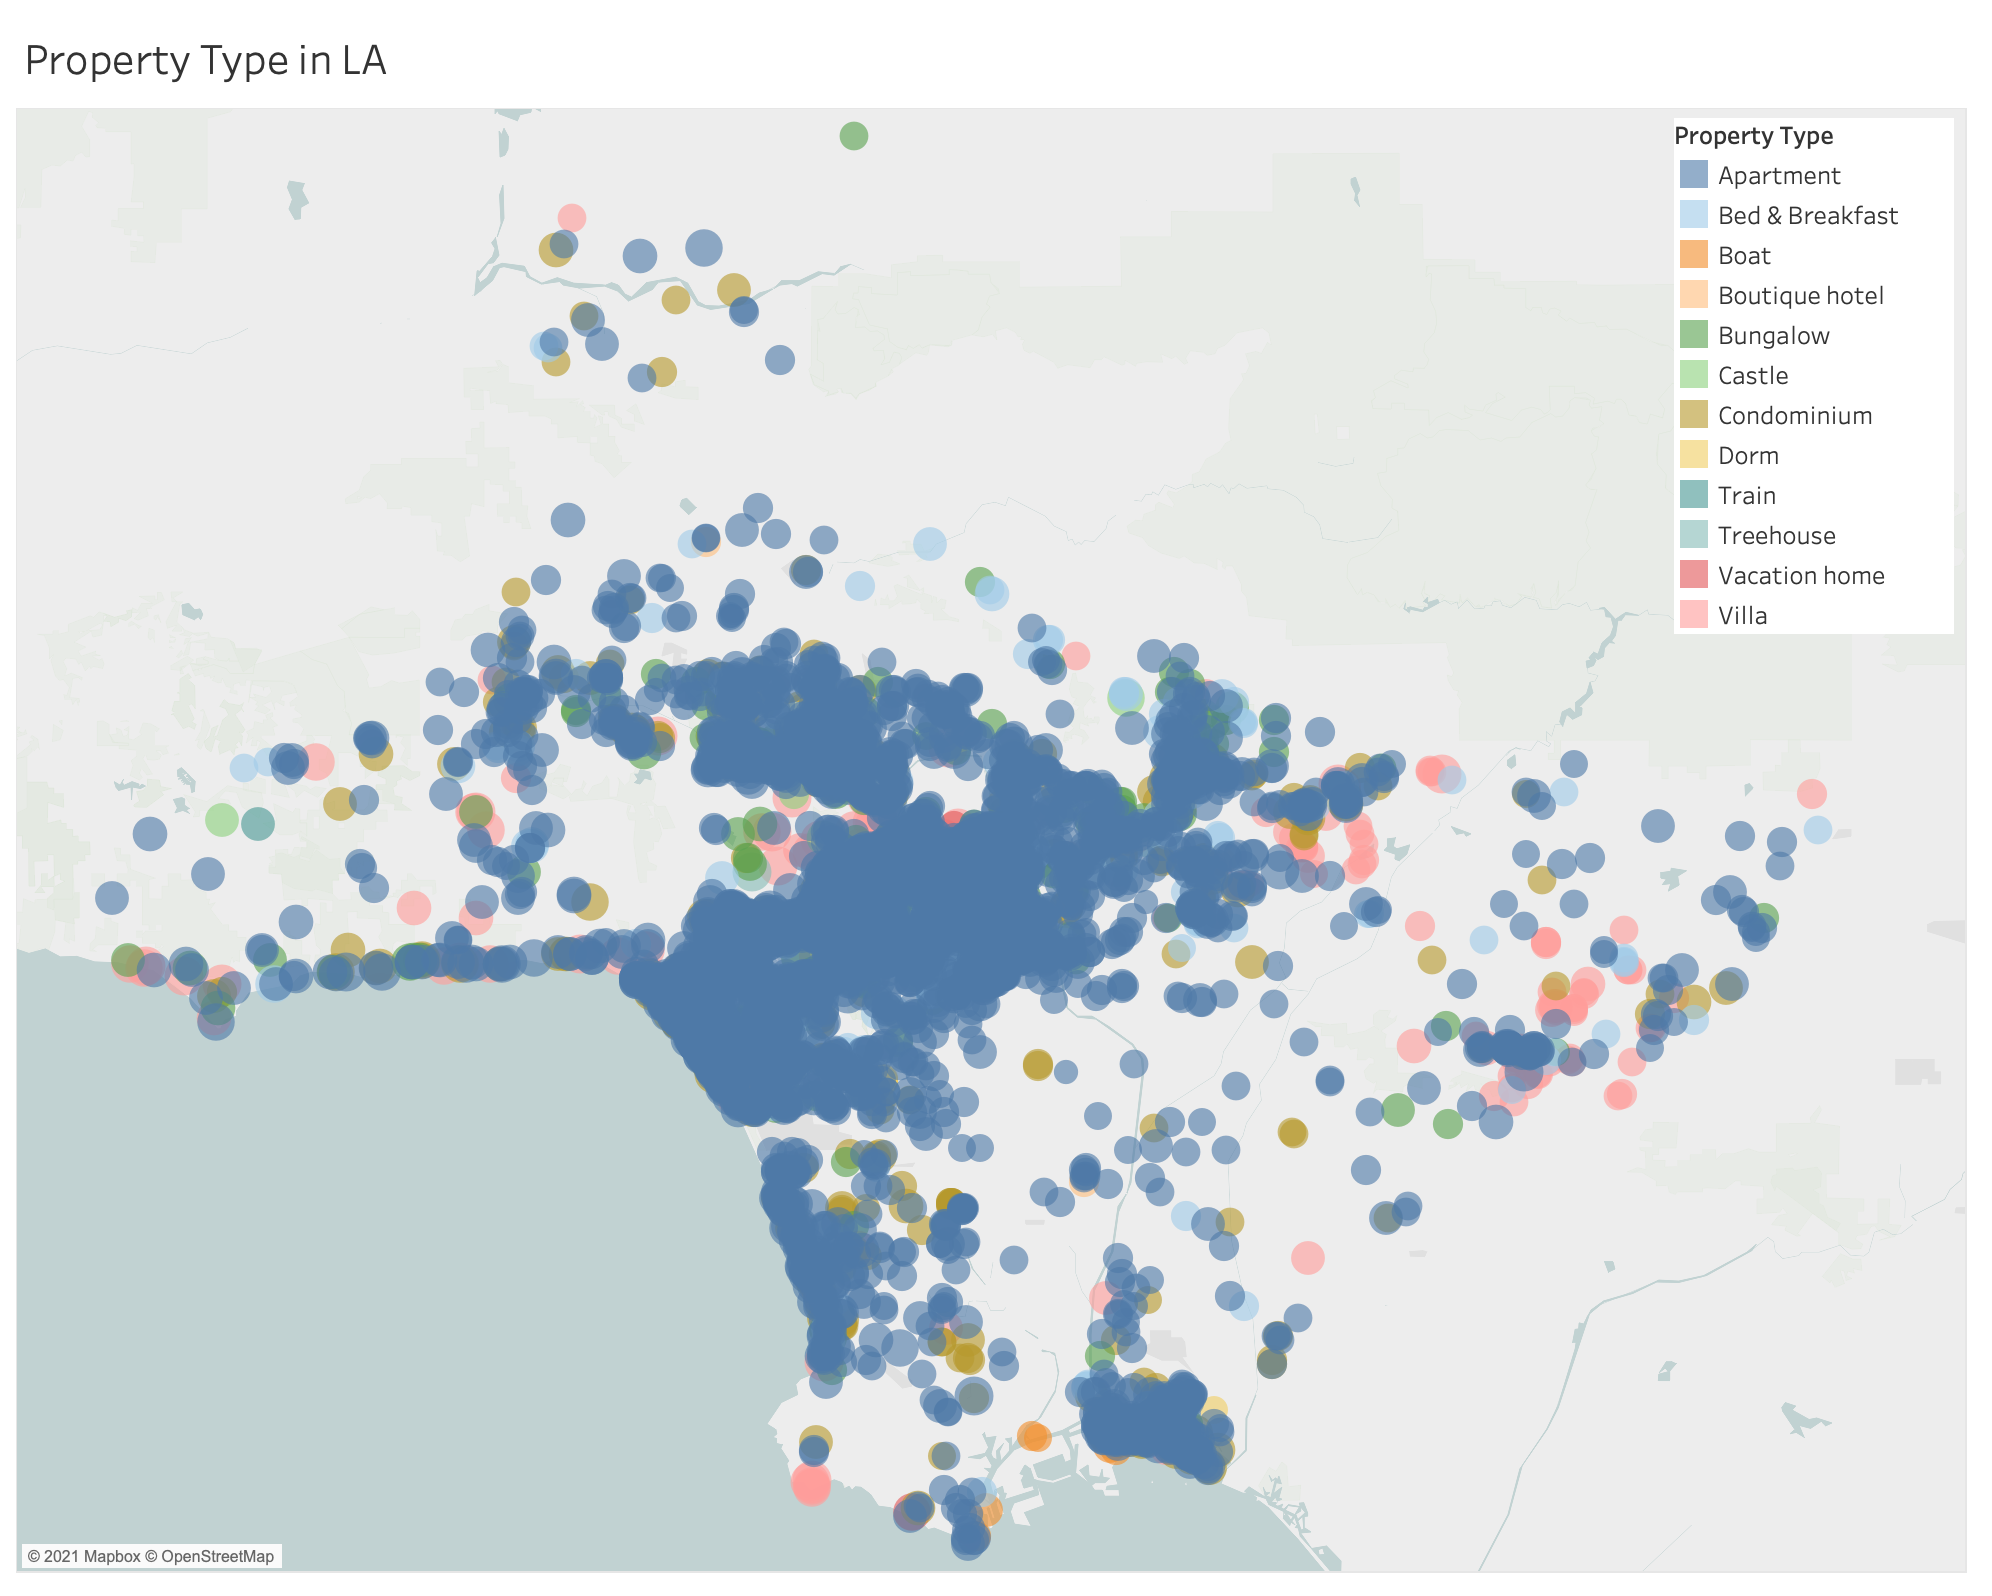 Property Type in LA
Property Type
Apartment
Bed & Breakfast
Boat
Boutique hotel
Bungalow
Castle
Condominium
Dorm
Train
Treehouse
Vacation home
Villa
© 2021 Mapbox © OpenStreetMap